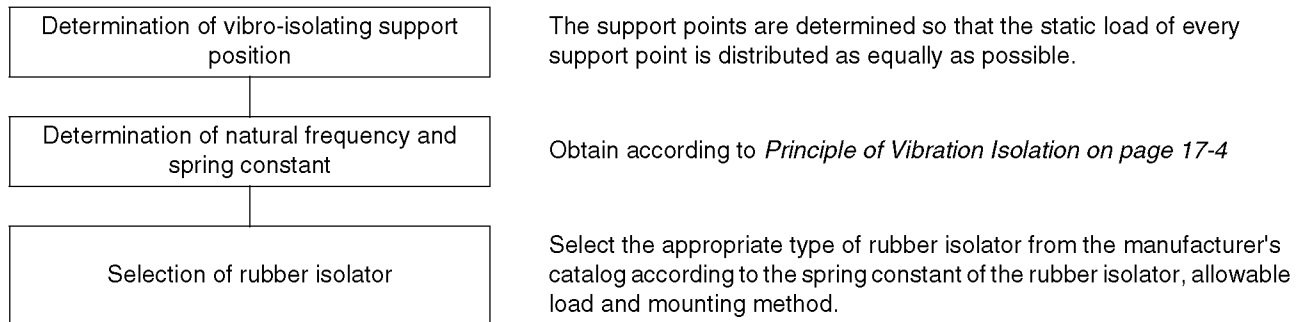 Determination of vibro-isolating support
position
The support points are determined so that the static load of every
support point is distributed as equally as possible.
Determination of natural frequency and
spring constant
Obtain according to Principle of Vibration Isolation on page 17-4
Selection of rubber isolator
Select the appropriate type of rubber isolator from the manufacturer's
catalog according to the spring constant of the rubber isolator, allowable
load and mounting method.